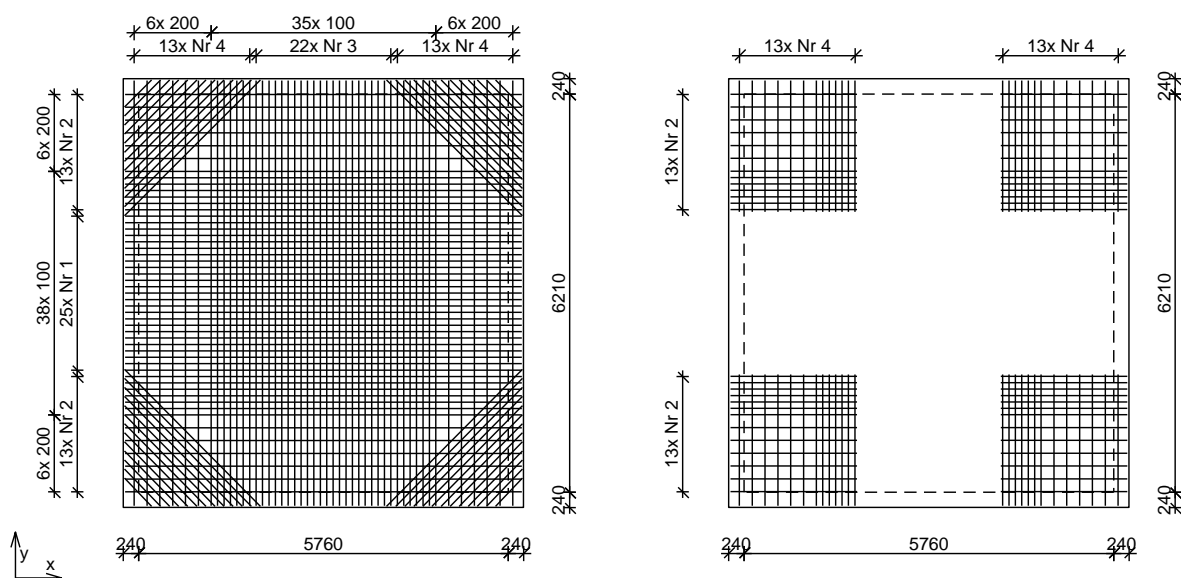 6x 200 35x 100 6x 200
13x Nr 4 22x Nr 3 13x Nr 4
13x Nr 4 13x Nr 4
6x 200
13x Nr 2
38x 100
25x Nr 1
6x 200
13x Nr 2
240
6210
240
13x Nr 2
13x Nr 2
240
6210
240
240 5760 240
240 5760 240
y
x